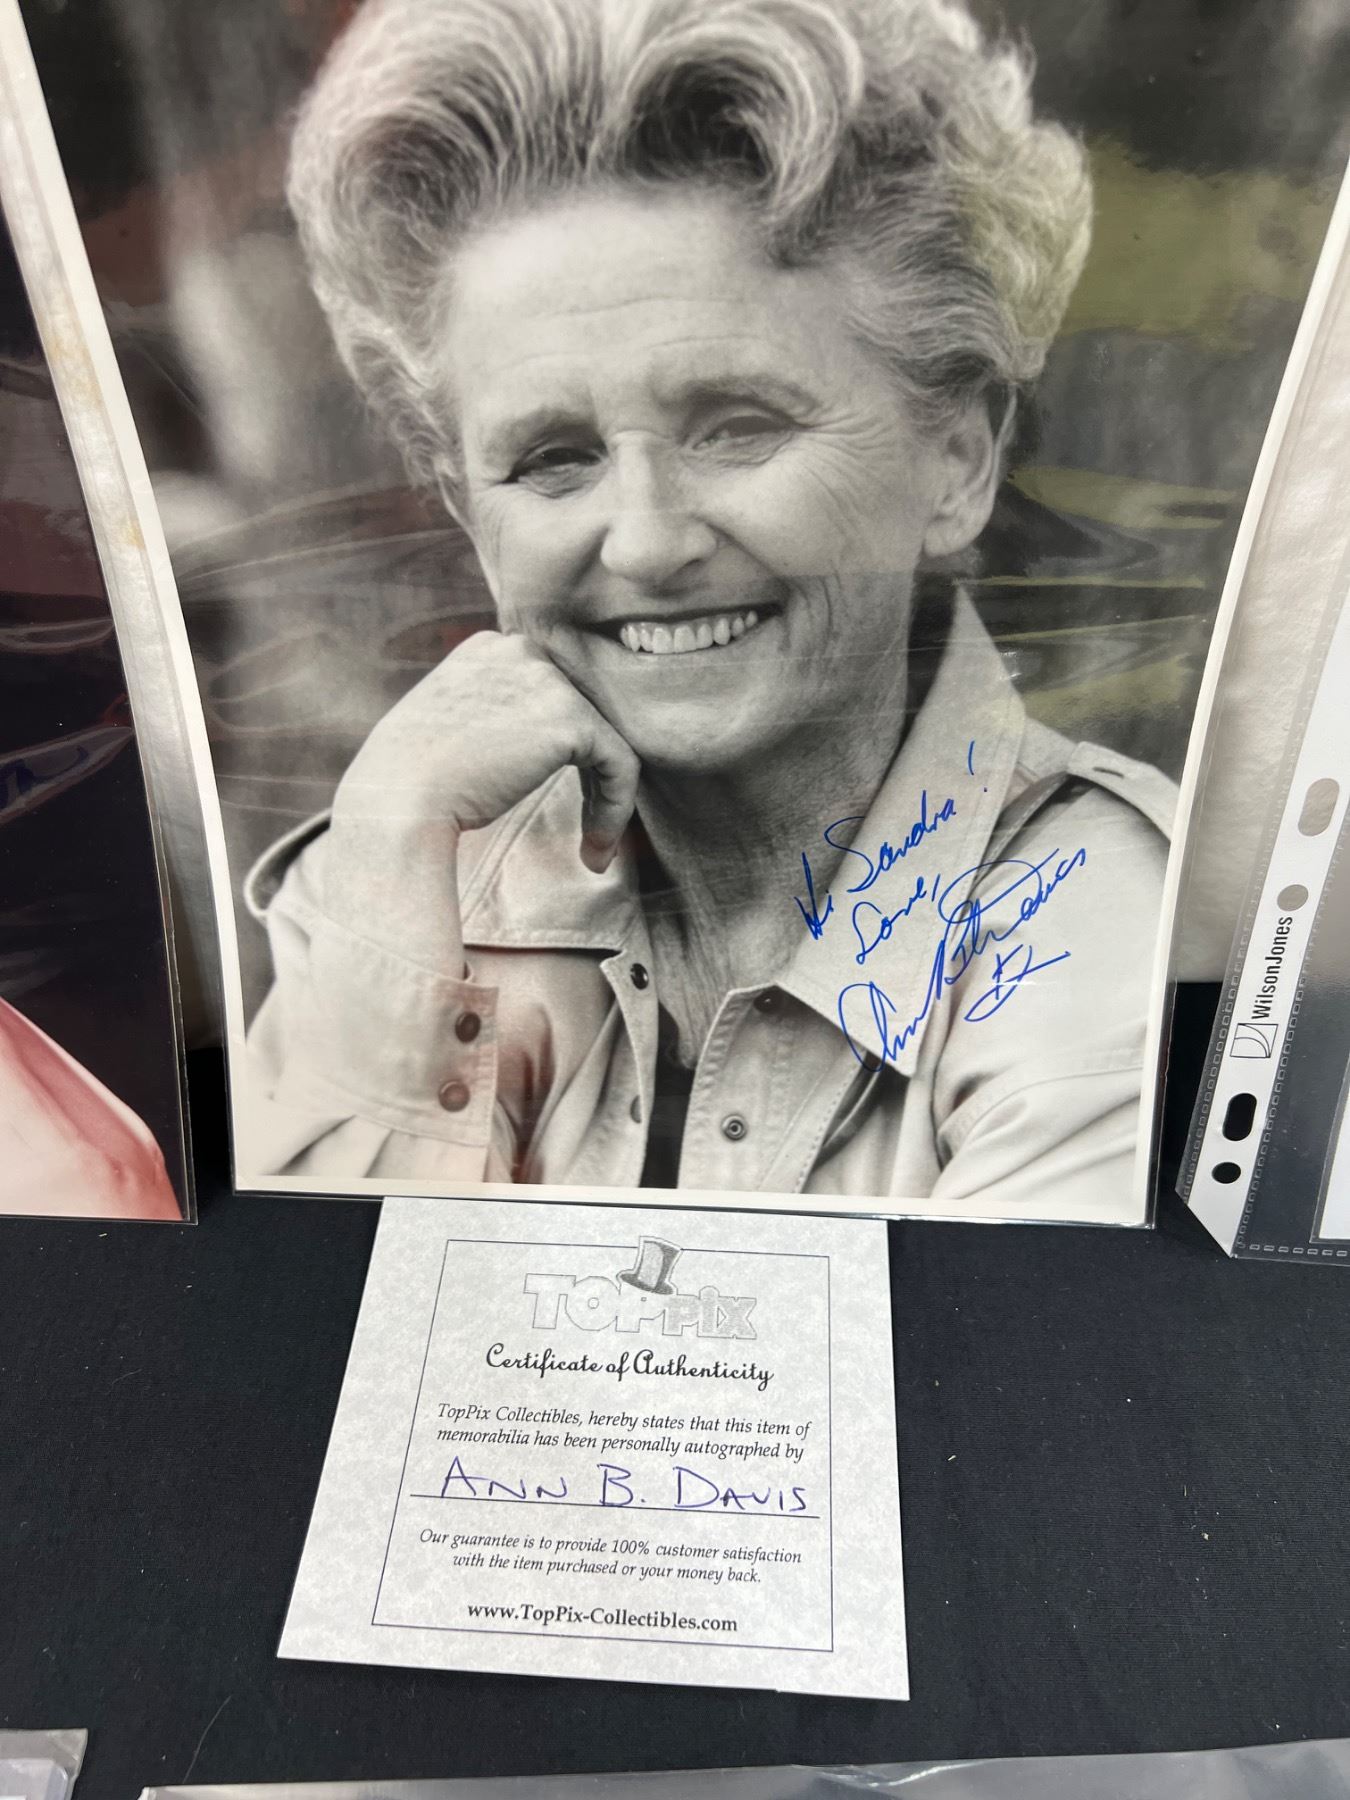 Hi Sandra!
Love,
Ann B Davis
WilsonJones
TOPPIX
Certificate of Authenticity
TopPix Collectibles, hereby states that this item of
memorabilia has been personally autographed by
ANN B. DAVIS
Our guarantee is to provide 100% customer satisfaction
with the item purchased or your money back.
www.TopPix-Collectibles.com